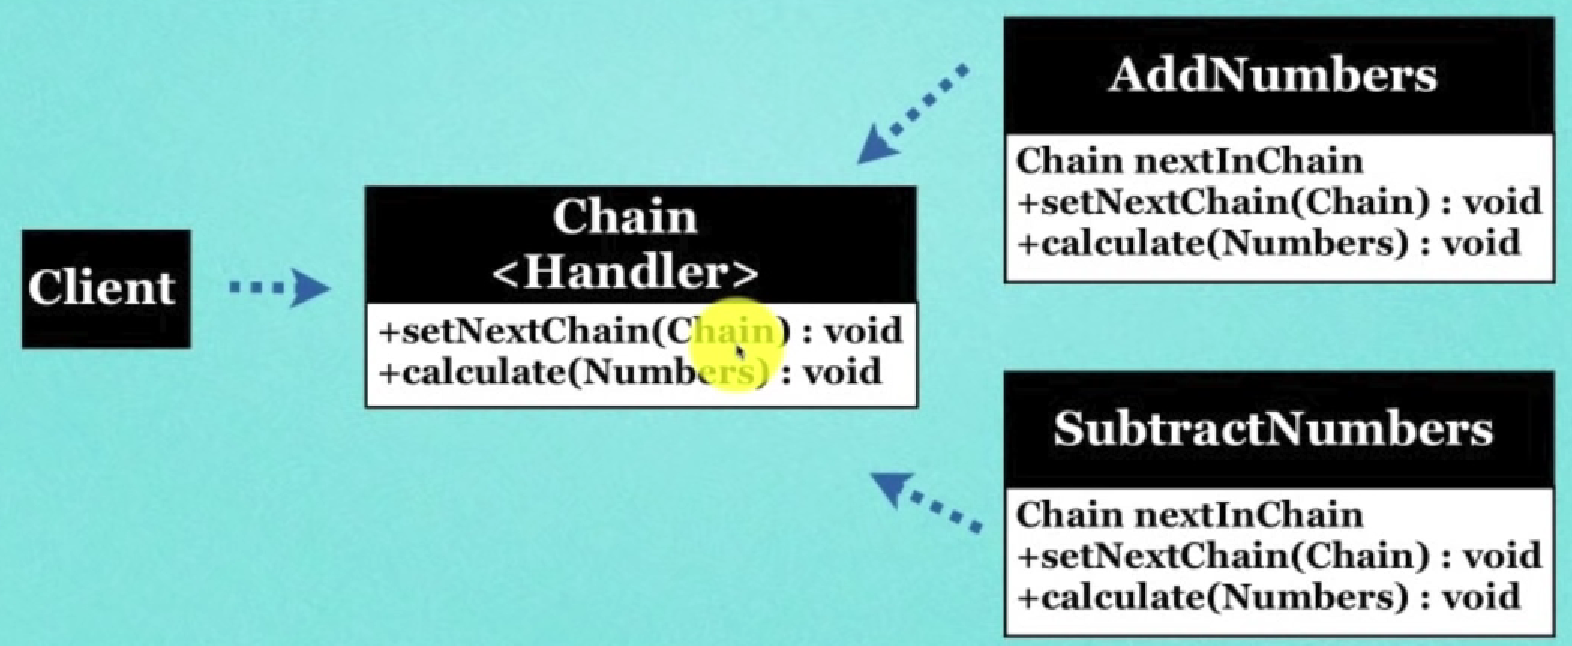 Client
Chain
<Handler>
+setNextChain(Chain) : void
+calculate(Numbers) : void
AddNumbers
Chain nextInChain
+setNextChain(Chain) : void
+calculate(Numbers) : void
SubtractNumbers
Chain nextInChain
+setNextChain(Chain) : void
+calculate(Numbers) : void